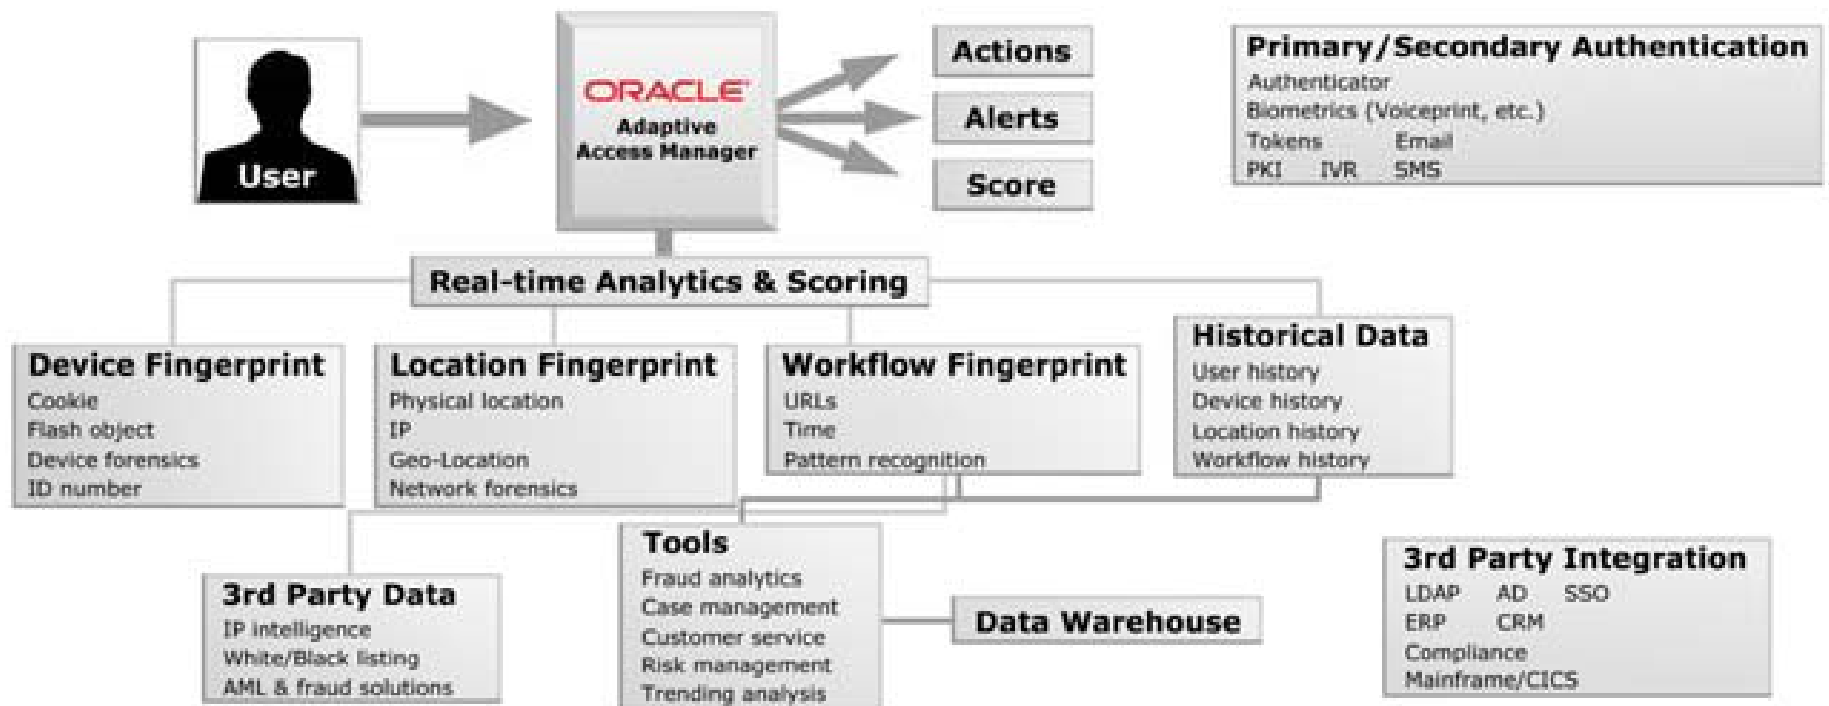 User
ORACLE
Adaptive
Access Manager
Actions
Alerts
Score
Primary/Secondary Authentication
Authenticator
Biometrics (Voiceprint, etc.)
Tokens Email
PKI IVR SMS
Real-time Analytics & Scoring
Device Fingerprint
Cookie
Flash object
Device forensics
ID number
Location Fingerprint
Physical location
IP
Geo-Location
Network forensics
Workflow Fingerprint
URLs
Time
Pattern recognition
Historical Data
User history
Device history
Location history
Workflow history
3rd Party Data
IP intelligence
White/Black listing
AML & fraud solutions
Tools
Fraud analytics
Case management
Customer service
Risk management
Trending analysis
Data Warehouse
3rd Party Integration
LDAP AD SSO
ERP CRM
Compliance
Mainframe/CICS